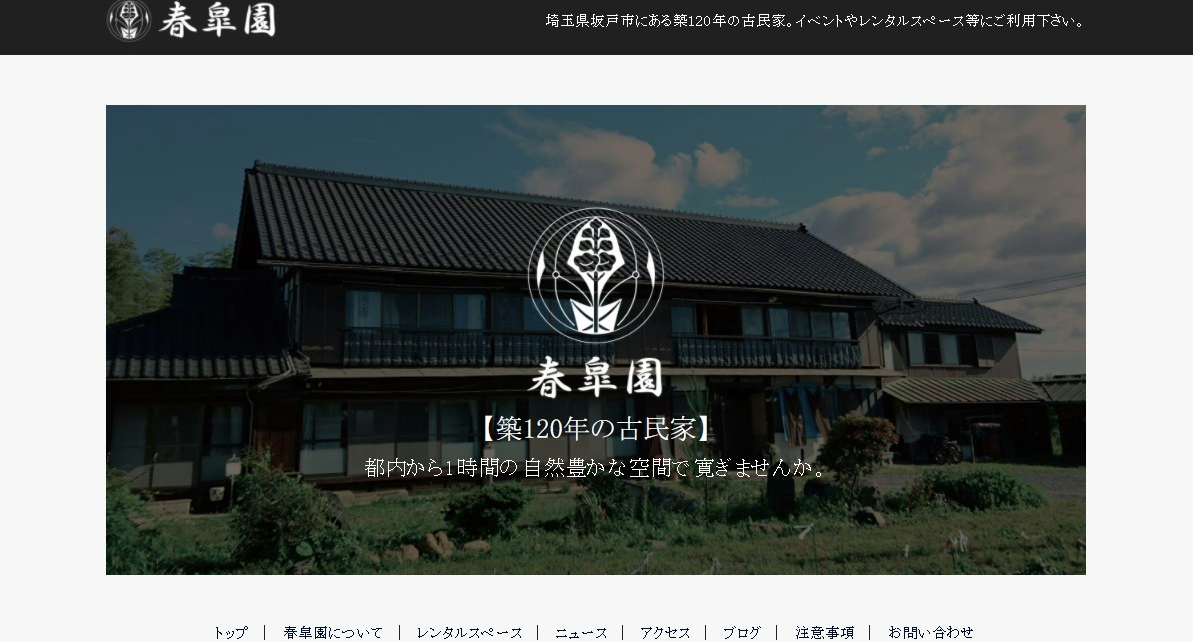 春皐園
埼玉県坂戸市にある築120年の古民家。イベントやレンタルスペース等にご利用下さい。
春皐園
【築120年の古民家】
都内から1時間の自然豊かな空間で寛ぎませんか。
トップ | 春皐園について | レンタルスペース | ニュース | アクセス | ブログ | 注意事項 | お問い合わせ